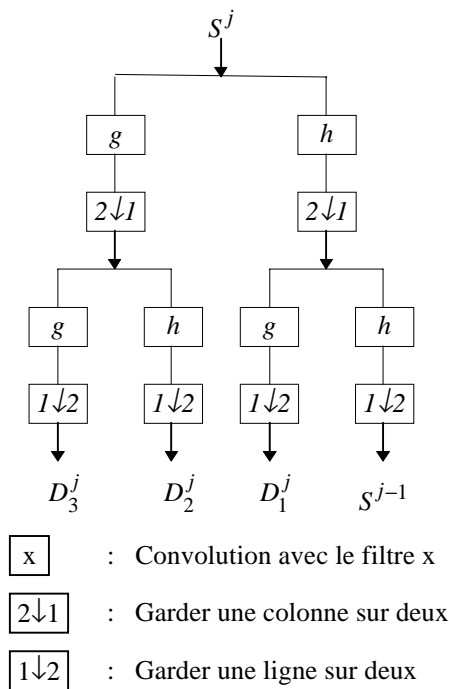 S^j
g h
2↓1 2↓1
g h g h
1↓2 1↓2 1↓2 1↓2
D_3^j D_2^j D_1^j S^{j−1}
x : Convolution avec le filtre x
2↓1 : Garder une colonne sur deux
1↓2 : Garder une ligne sur deux